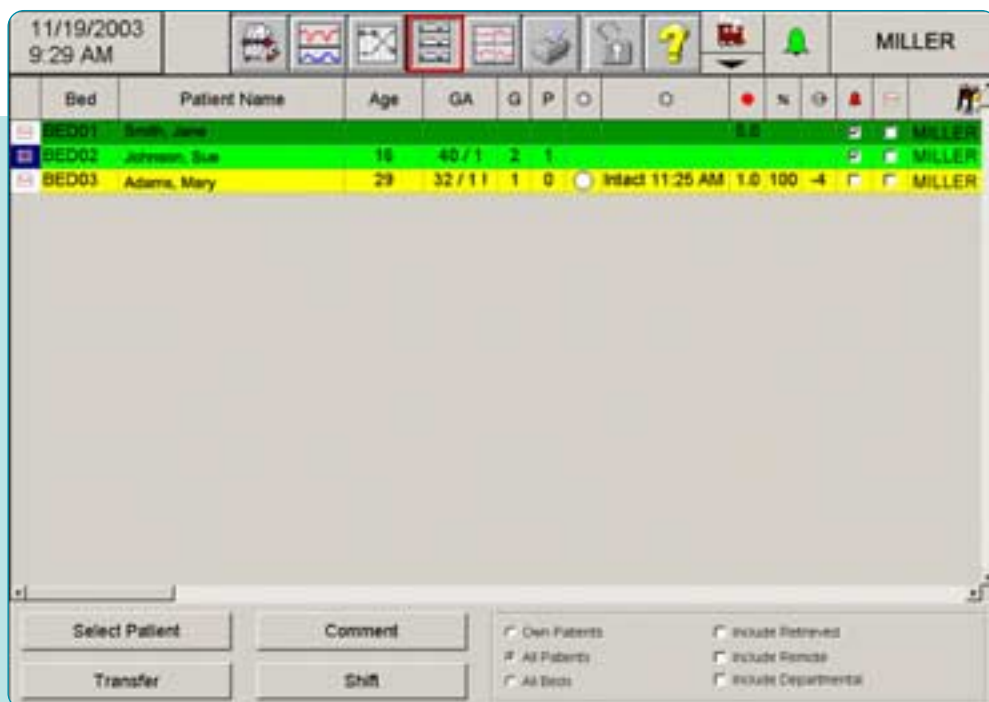 11/19/2003
9:29 AM
MILLER
Bed Patient Name Age GA G P %
BED01 Smith, Jane MILLER
BED02 Johnson, Sue 16 40 / 1 2 1 MILLER
BED03 Adams, Mary 29 32 / 1 1 0 Intact 11:25 AM 1.0 100 -4 MILLER
Select Patient Comment Own Patients Include Retrieved
All Patients Include Remote
Transfer Shift All Beds Include Departmental